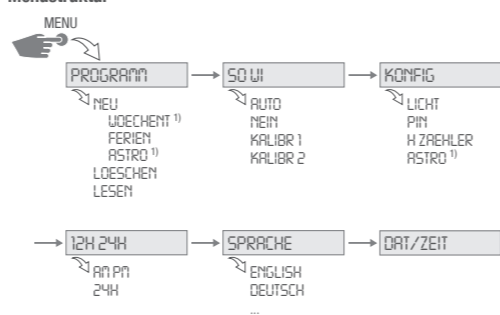 Menüstruktur
MENU
PROGRAMM
NEU
WOECHENT 1)
FERIEN
ASTRO 1)
LOESCHEN
LESEN
SO WI
AUTO
NEIN
KALIBR 1
KALIBR 2
KONFIG
LICHT
PIN
H ZAEHLER
ASTRO 1)
12H 24H
AM PM
24H
SPRACHE
ENGLISH
DEUTSCH
...
DAT/ZEIT